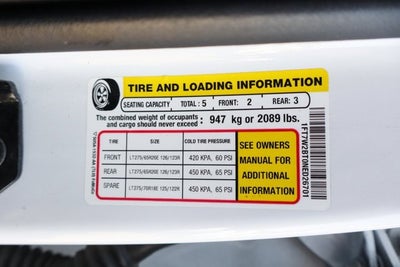 TIRE AND LOADING INFORMATION
SEATING CAPACITY TOTAL : 5 FRONT: 2 REAR: 3
The combined weight of occupants
and cargo should never exceed : 947 kg or 2089 lbs.
TIRE SIZE COLD TIRE PRESSURE
FRONT LT275/65R20E 126/123R 420 KPA, 60 PSI
REAR LT275/65R20E 126/123R 450 KPA, 65 PSI
SPARE LT275/70R18E 125/122R 450 KPA, 65 PSI
SEE OWNERS
MANUAL FOR
ADDITIONAL
INFORMATION
1FT7W2BT0NED26701